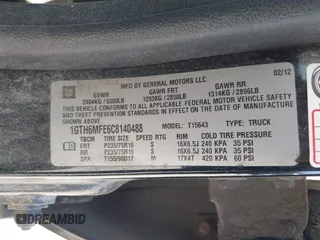 MFD BY GENERAL MOTORS LLC
02/12
GVWR GAWR FRT GAWR RR
2404KG / 5300LB 1293KG / 2850LB 1314KG / 2896LB
THIS VEHICLE CONFORMS TO ALL APPLICABLE U.S. FEDERAL MOTOR
VEHICLE SAFETY STANDARDS IN EFFECT ON THE DATE OF MANUFACTURE
SHOWN ABOVE.
1GTH6MFE6C8140488 MODEL: T15643 TYPE: TRUCK
TIRE SIZE SPEED RTG RIM COLD TIRE PRESSURE
FRT P235/75R16 S 16X6.5J 240 KPA 35 PSI
RR P235/75R16 S 16X6.5J 240 KPA 35 PSI
SPA T155/90D17 M 17X4T 420 KPA 60 PSI
DREAMBID